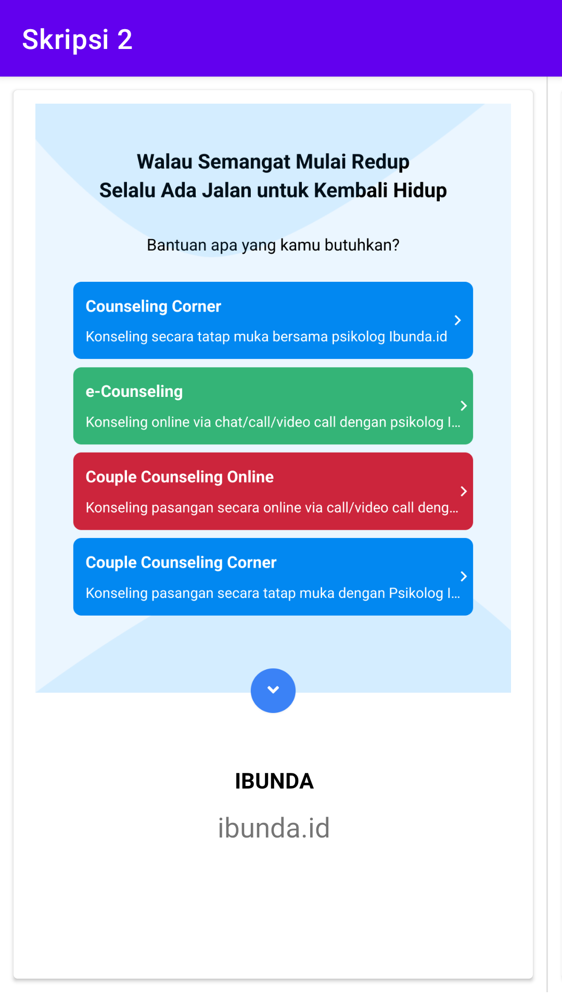 Skripsi 2
Walau Semangat Mulai Redup
Selalu Ada Jalan untuk Kembali Hidup
Bantuan apa yang kamu butuhkan?
Counseling Corner
Konseling secara tatap muka bersama psikolog Ibunda.id
e-Counseling
Konseling online via chat/call/video call dengan psikolog I...
Couple Counseling Online
Konseling pasangan secara online via call/video call deng...
Couple Counseling Corner
Konseling pasangan secara tatap muka dengan Psikolog I...
IBUNDA
ibunda.id